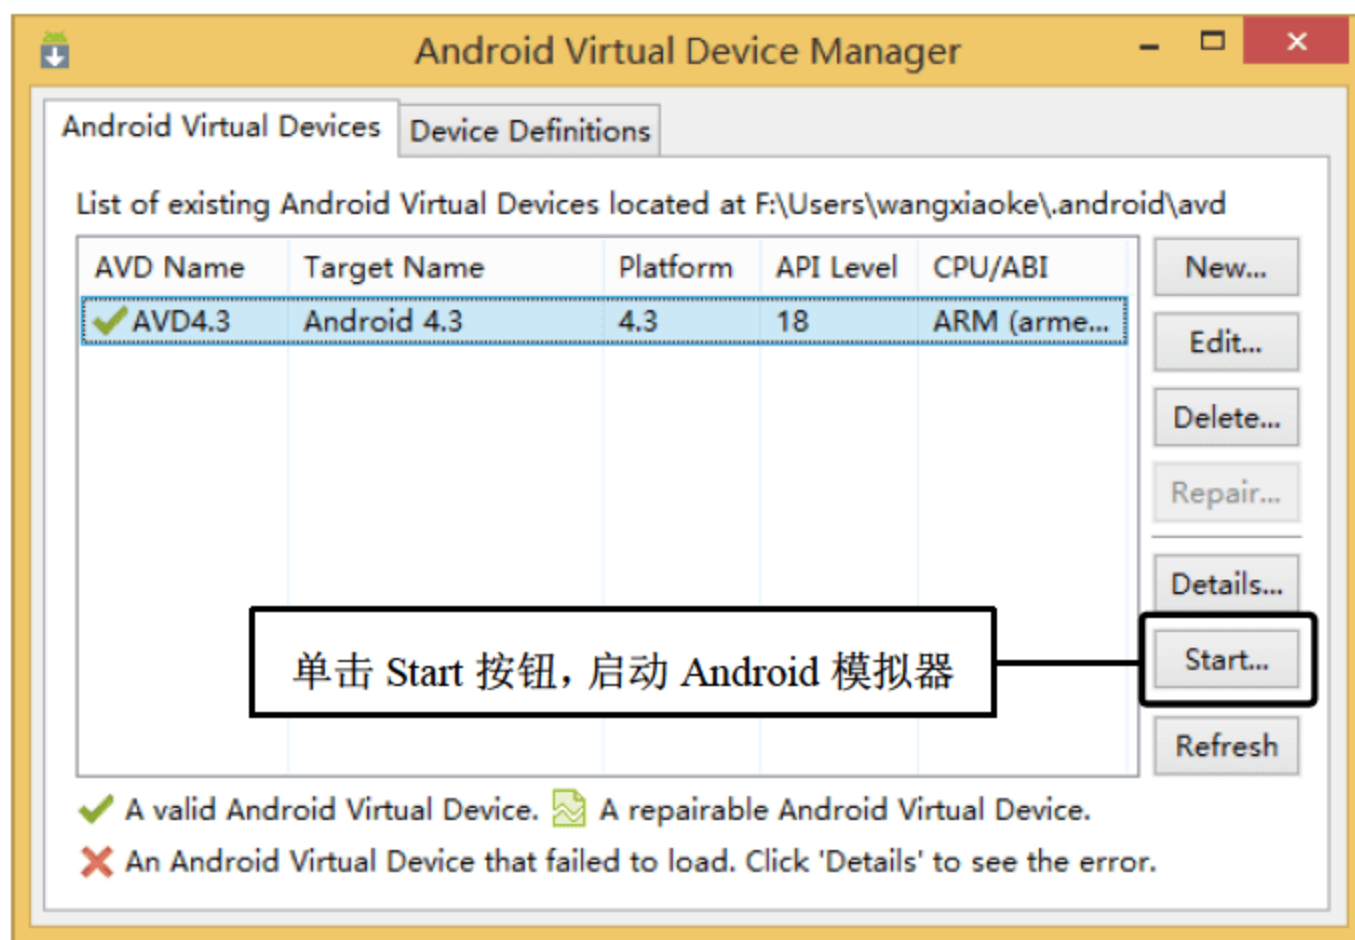 Android Virtual Device Manager
Android Virtual Devices Device Definitions
List of existing Android Virtual Devices located at F:\Users\wangxiaoke\.android\avd
AVD Name Target Name Platform API Level CPU/ABI
AVD4.3 Android 4.3 4.3 18 ARM (arme...
New...
Edit...
Delete...
Repair...
Details...
单击 Start 按钮，启动 Android 模拟器
Start...
Refresh
A valid Android Virtual Device. A repairable Android Virtual Device.
An Android Virtual Device that failed to load. Click 'Details' to see the error.